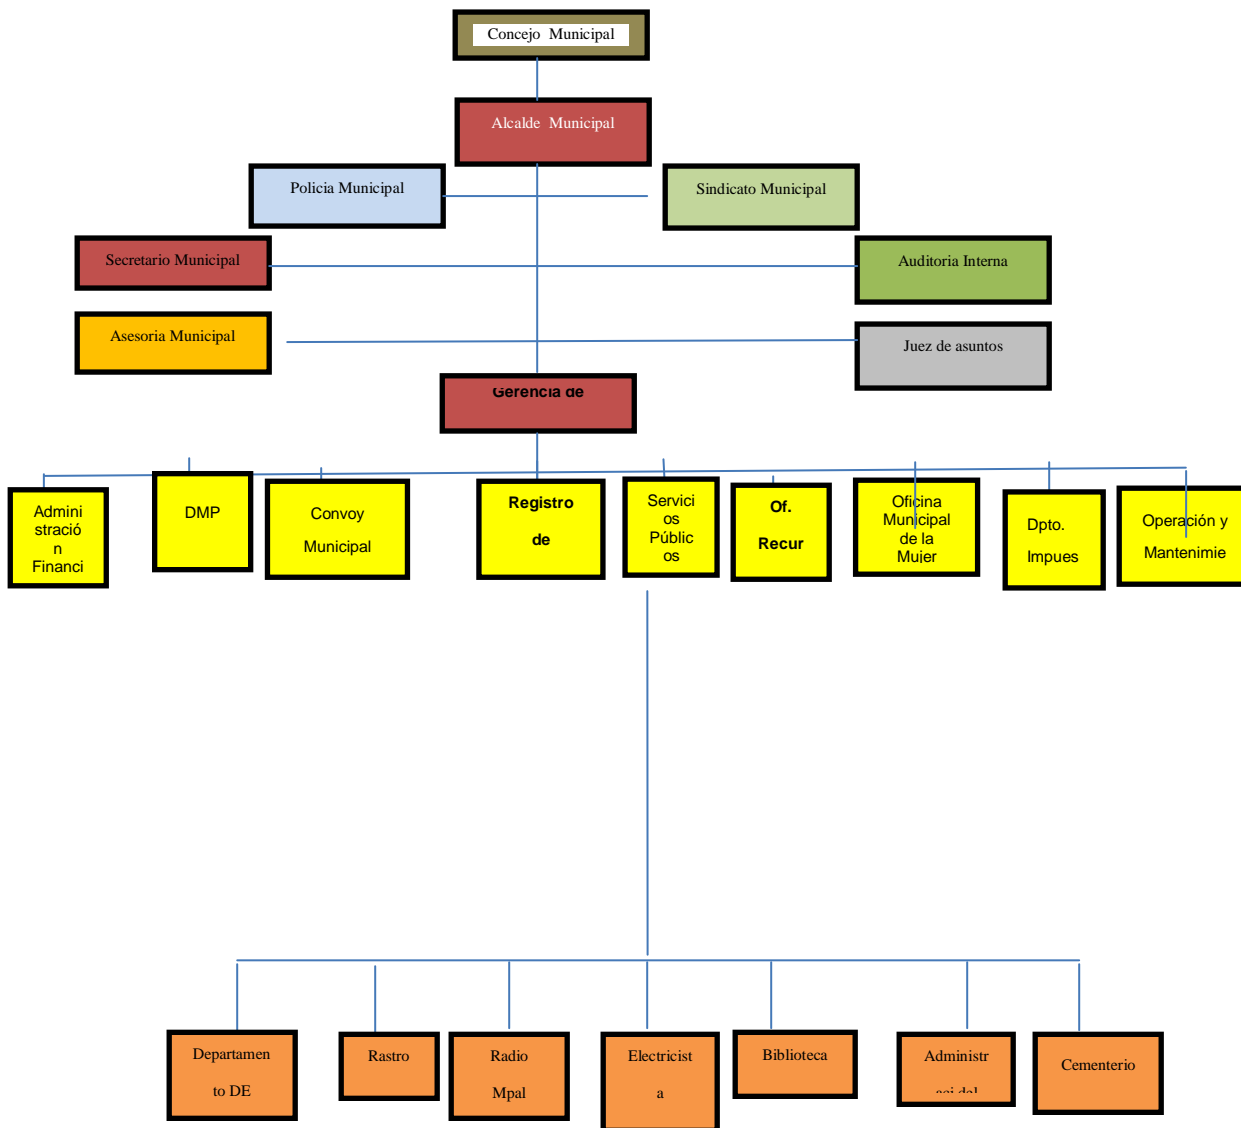 Concejo Municipal
Alcalde Municipal
Policia Municipal
Sindicato Municipal
Secretario Municipal
Auditoria Interna
Asesoria Municipal
Juez de asuntos
Gerencia de
Admini
stració
n
Financi
DMP
Convoy
Municipal
Registro
de
Servici
os
Públic
os
Of.
Recur
Oficina
Municipal
de la
Mujer
Dpto.
Impues
Operación y
Mantenimie
Departamen
to DE
Rastro
Radio
Mpal
Electricist
a
Biblioteca
Administr
aci del
Cementerio